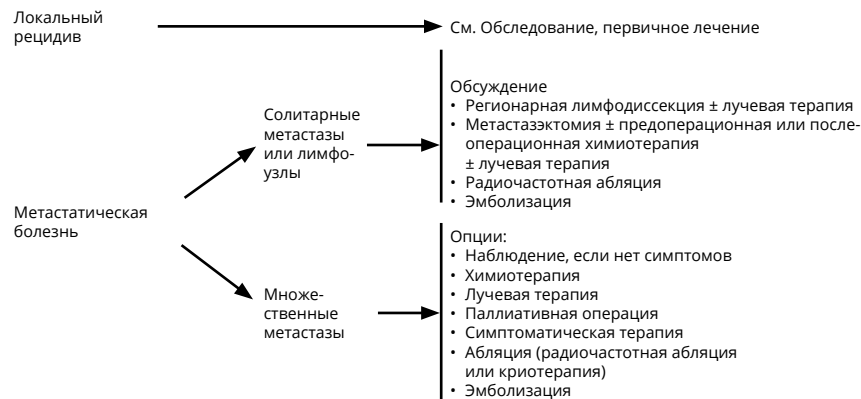 Локальный
рецидив
См. Обследование, первичное лечение
Обсуждение
• Регионарная лимфодиссекция ± лучевая терапия
• Метастазэктомия ± предоперационная или после-
операционная химиотерапия
± лучевая терапия
• Радиочастотная абляция
• Эмболизация
Солитарные
метастазы
или лимфо-
узлы
Метастатическая
болезнь
Множе-
ственные
метастазы
Опции:
• Наблюдение, если нет симптомов
• Химиотерапия
• Лучевая терапия
• Паллиативная операция
• Симптоматическая терапия
• Абляция (радиочастотная абляция
или криотерапия)
• Эмболизация